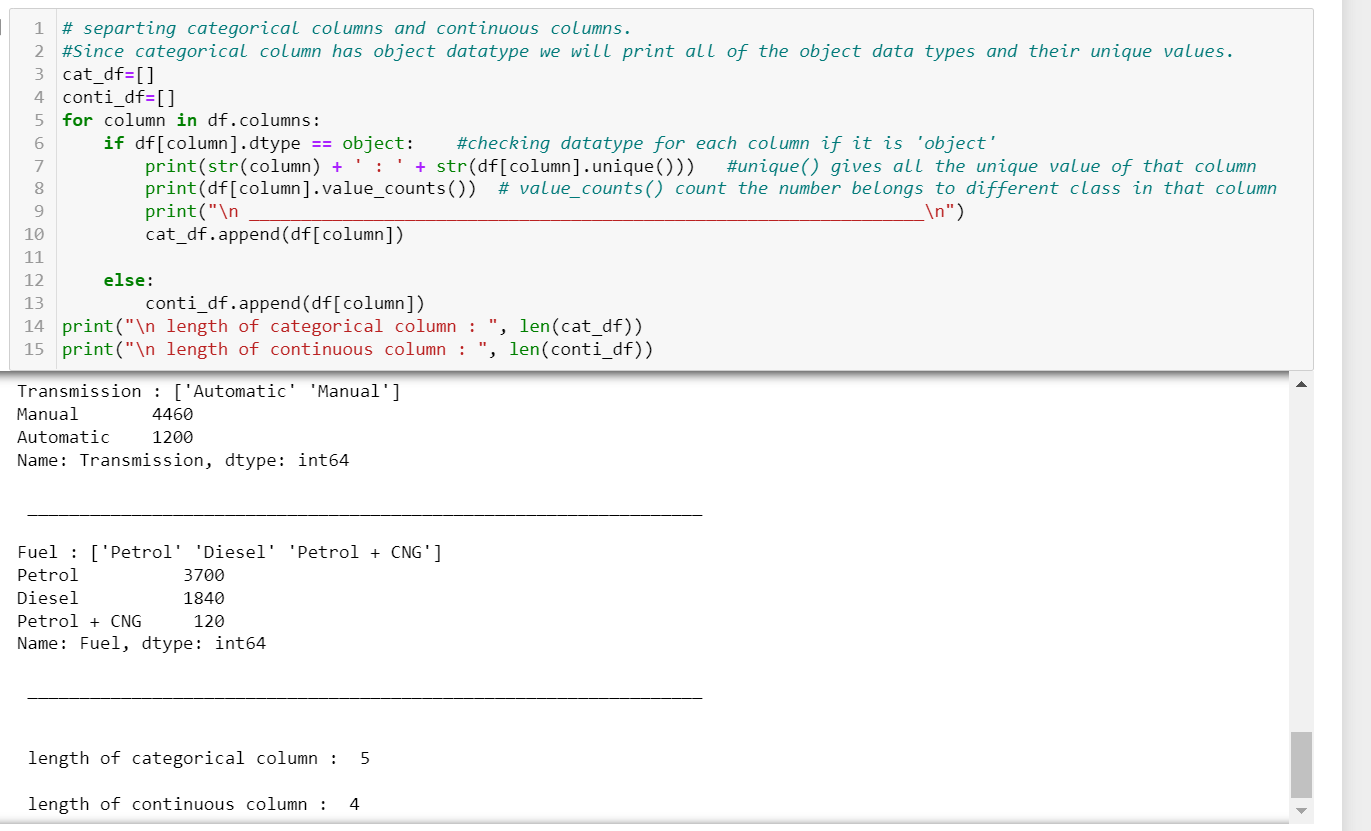 1 # separting categorical columns and continuous columns.
2 #Since categorical column has object datatype we will print all of the object data types and their unique values.
3 cat_df=[]
4 conti_df=[]
5 for column in df.columns:
6     if df[column].dtype == object:    #checking datatype for each column if it is 'object'
7         print(str(column) + ' : ' + str(df[column].unique()))   #unique() gives all the unique value of that column
8         print(df[column].value_counts())  # value_counts() count the number belongs to different class in that column
9         print("\n _________________________________________________________________\n")
10         cat_df.append(df[column])
11
12     else:
13         conti_df.append(df[column])
14 print("\n length of categorical column : ", len(cat_df))
15 print("\n length of continuous column : ", len(conti_df))
Transmission : ['Automatic' 'Manual']
Manual       4460
Automatic    1200
Name: Transmission, dtype: int64
_________________________________________________________________
Fuel : ['Petrol' 'Diesel' 'Petrol + CNG']
Petrol          3700
Diesel          1840
Petrol + CNG     120
Name: Fuel, dtype: int64
_________________________________________________________________
length of categorical column :  5
length of continuous column :  4